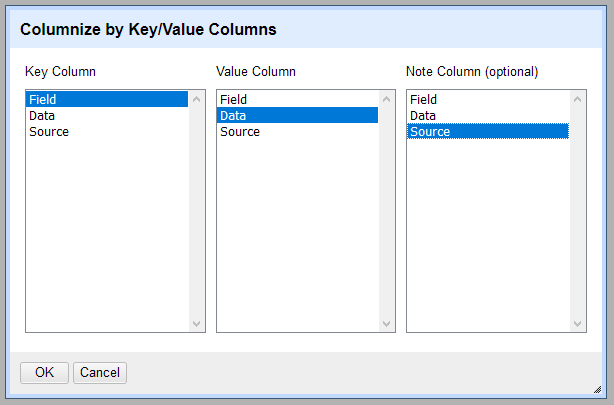 Columnize by Key/Value Columns
Key Column
Field
Data
Source
Value Column
Field
Data
Source
Note Column (optional)
Field
Data
Source
OK
Cancel